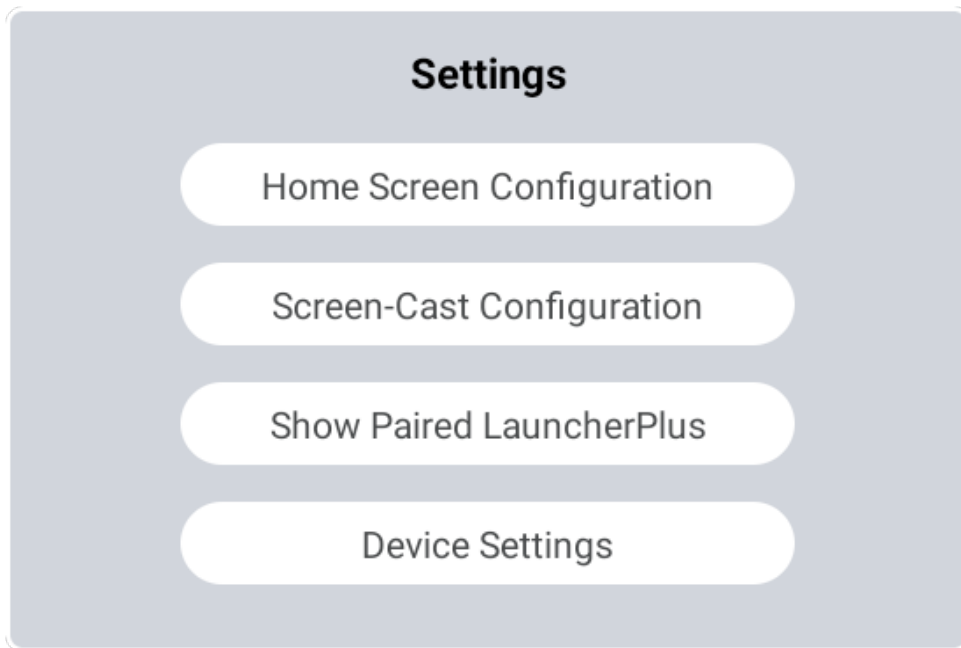 Settings
Home Screen Configuration
Screen-Cast Configuration
Show Paired LauncherPlus
Device Settings